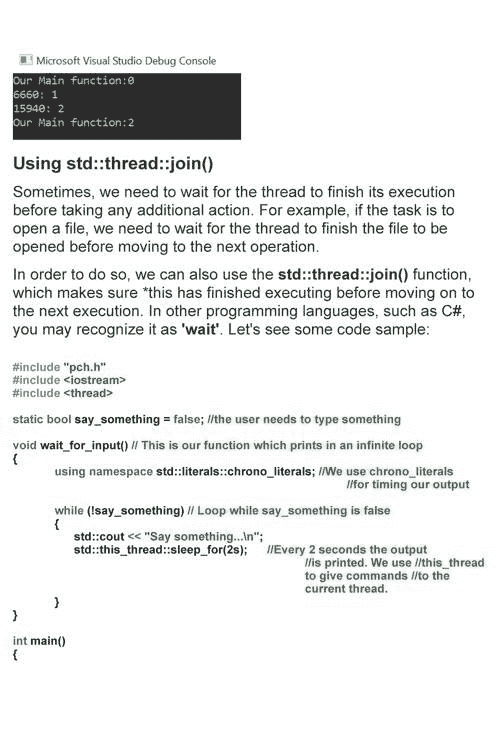 Microsoft Visual Studio Debug Console
Our Main function:0
6660: 1
15940: 2
Our Main function:2
Using std::thread::join()
Sometimes, we need to wait for the thread to finish its execution
before taking any additional action. For example, if the task is to
open a file, we need to wait for the thread to finish the file to be
opened before moving to the next operation.
In order to do so, we can also use the std::thread::join() function,
which makes sure *this has finished executing before moving on to
the next execution. In other programming languages, such as C#,
you may recognize it as 'wait'. Let's see some code sample:
#include "pch.h"
#include <iostream>
#include <thread>
static bool say_something = false; //the user needs to type something
void wait_for_input() // This is our function which prints in an infinite loop
{
using namespace std::literals::chrono_literals; //We use chrono_literals
//for timing our output
while (!say_something) // Loop while say_something is false
{
std::cout << "Say something...\n";
std::this_thread::sleep_for(2s); //Every 2 seconds the output
//is printed. We use //this_thread
to give commands //to the
current thread.
}
}
int main()
{